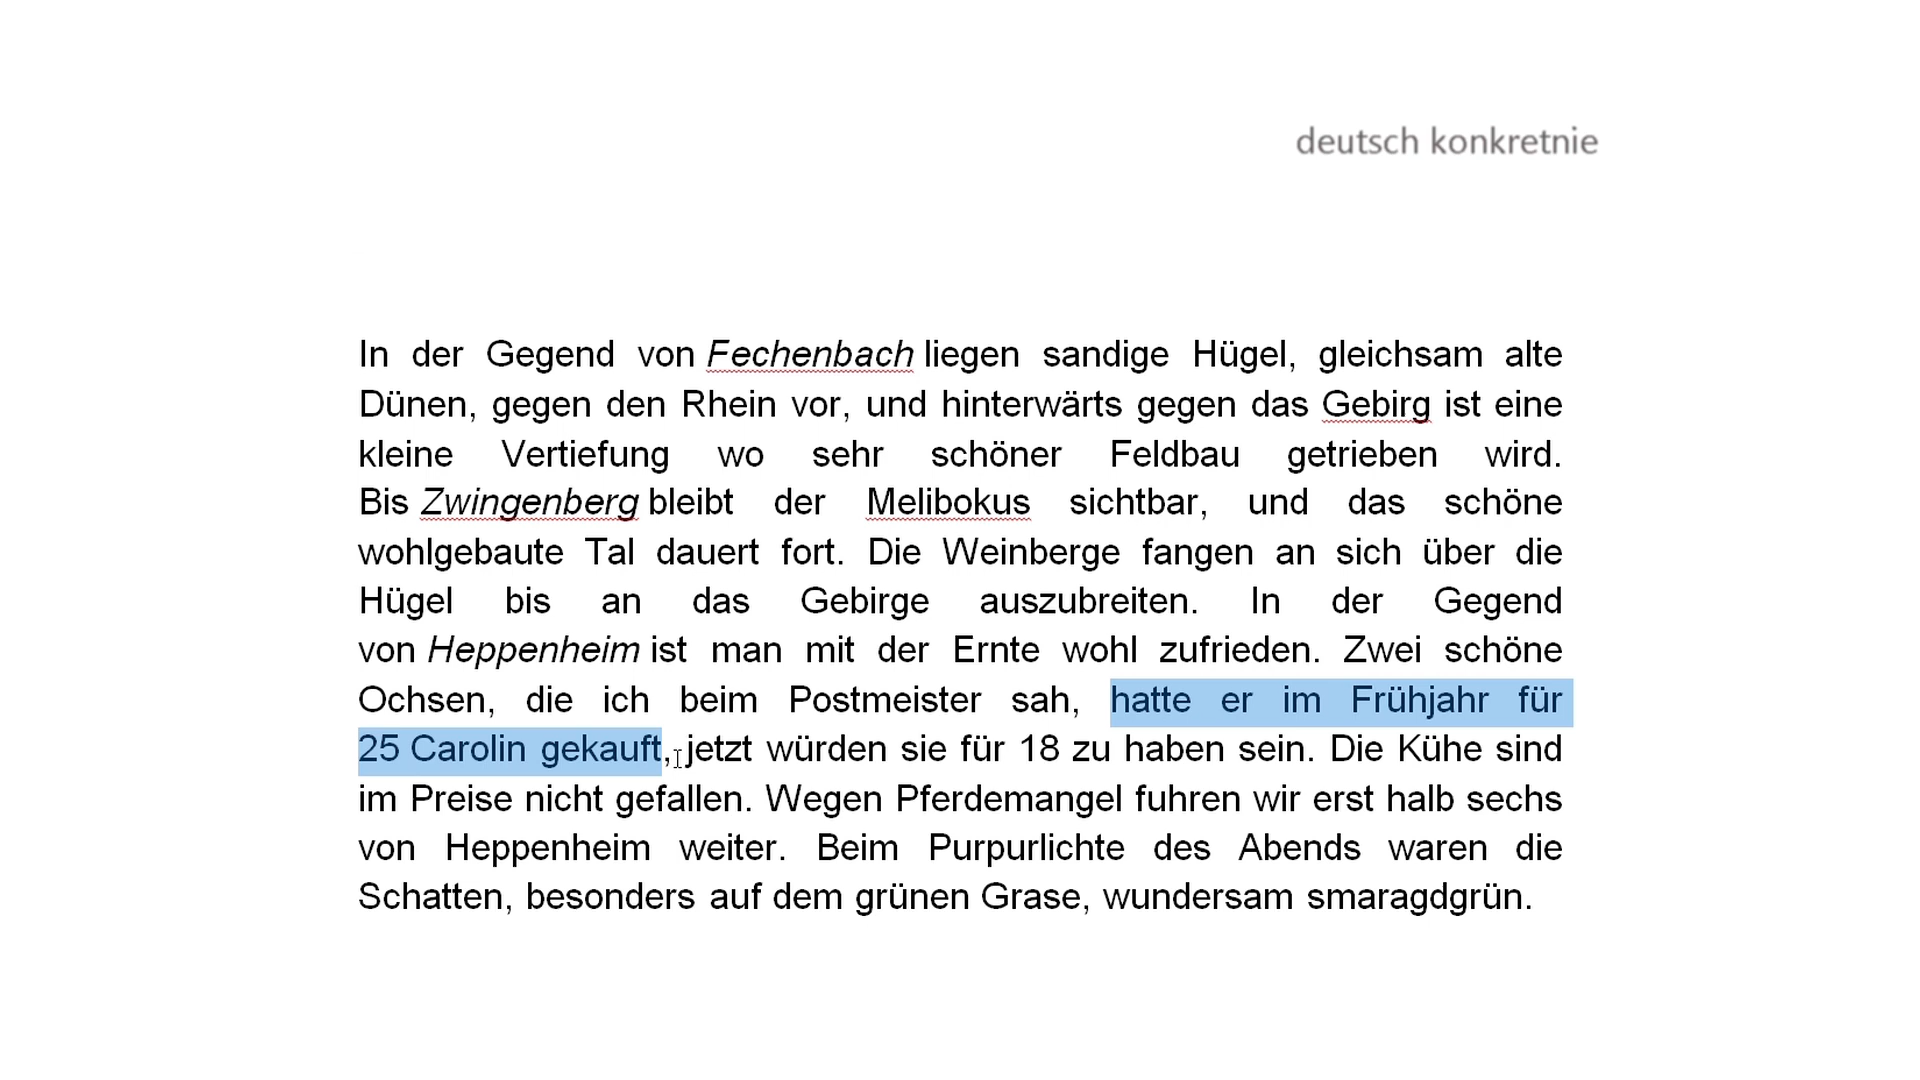 deutsch konkretnie
In der Gegend von Fechenbach liegen sandige Hügel, gleichsam alte
Dünen, gegen den Rhein vor, und hinterwärts gegen das Gebirg ist eine
kleine Vertiefung wo sehr schöner Feldbau getrieben wird.
Bis Zwingenberg bleibt der Melibokus sichtbar, und das schöne
wohlgebaute Tal dauert fort. Die Weinberge fangen an sich über die
Hügel bis an das Gebirge auszubreiten. In der Gegend
von Heppenheim ist man mit der Ernte wohl zufrieden. Zwei schöne
Ochsen, die ich beim Postmeister sah, hatte er im Frühjahr für
25 Carolin gekauft, jetzt würden sie für 18 zu haben sein. Die Kühe sind
im Preise nicht gefallen. Wegen Pferdemangel fuhren wir erst halb sechs
von Heppenheim weiter. Beim Purpurlichte des Abends waren die
Schatten, besonders auf dem grünen Grase, wundersam smaragdgrün.